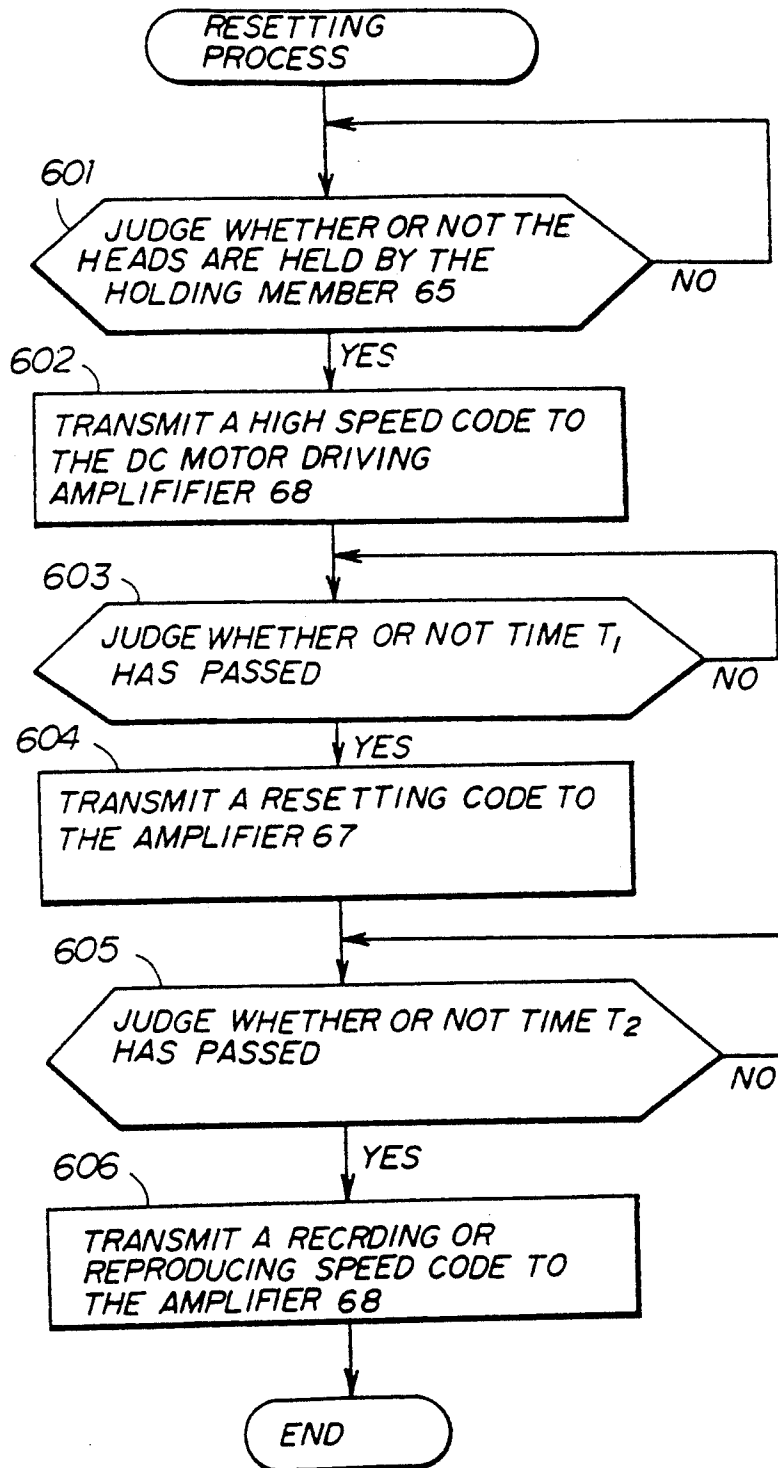 RESETTING
PROCESS
601
JUDGE WHETHER OR NOT THE
HEADS ARE HELD BY THE
HOLDING MEMBER 65
NO
YES
602
TRANSMIT A HIGH SPEED CODE TO
THE DC MOTOR DRIVING
AMPLIFIFIER 68
603
JUDGE WHETHER OR NOT TIME T1
HAS PASSED
NO
YES
604
TRANSMIT A RESETTING CODE TO
THE AMPLIFIER 67
605
JUDGE WHETHER OR NOT TIME T2
HAS PASSED
NO
YES
606
TRANSMIT A RECRDING OR
REPRODUCING SPEED CODE TO
THE AMPLIFIER 68
END